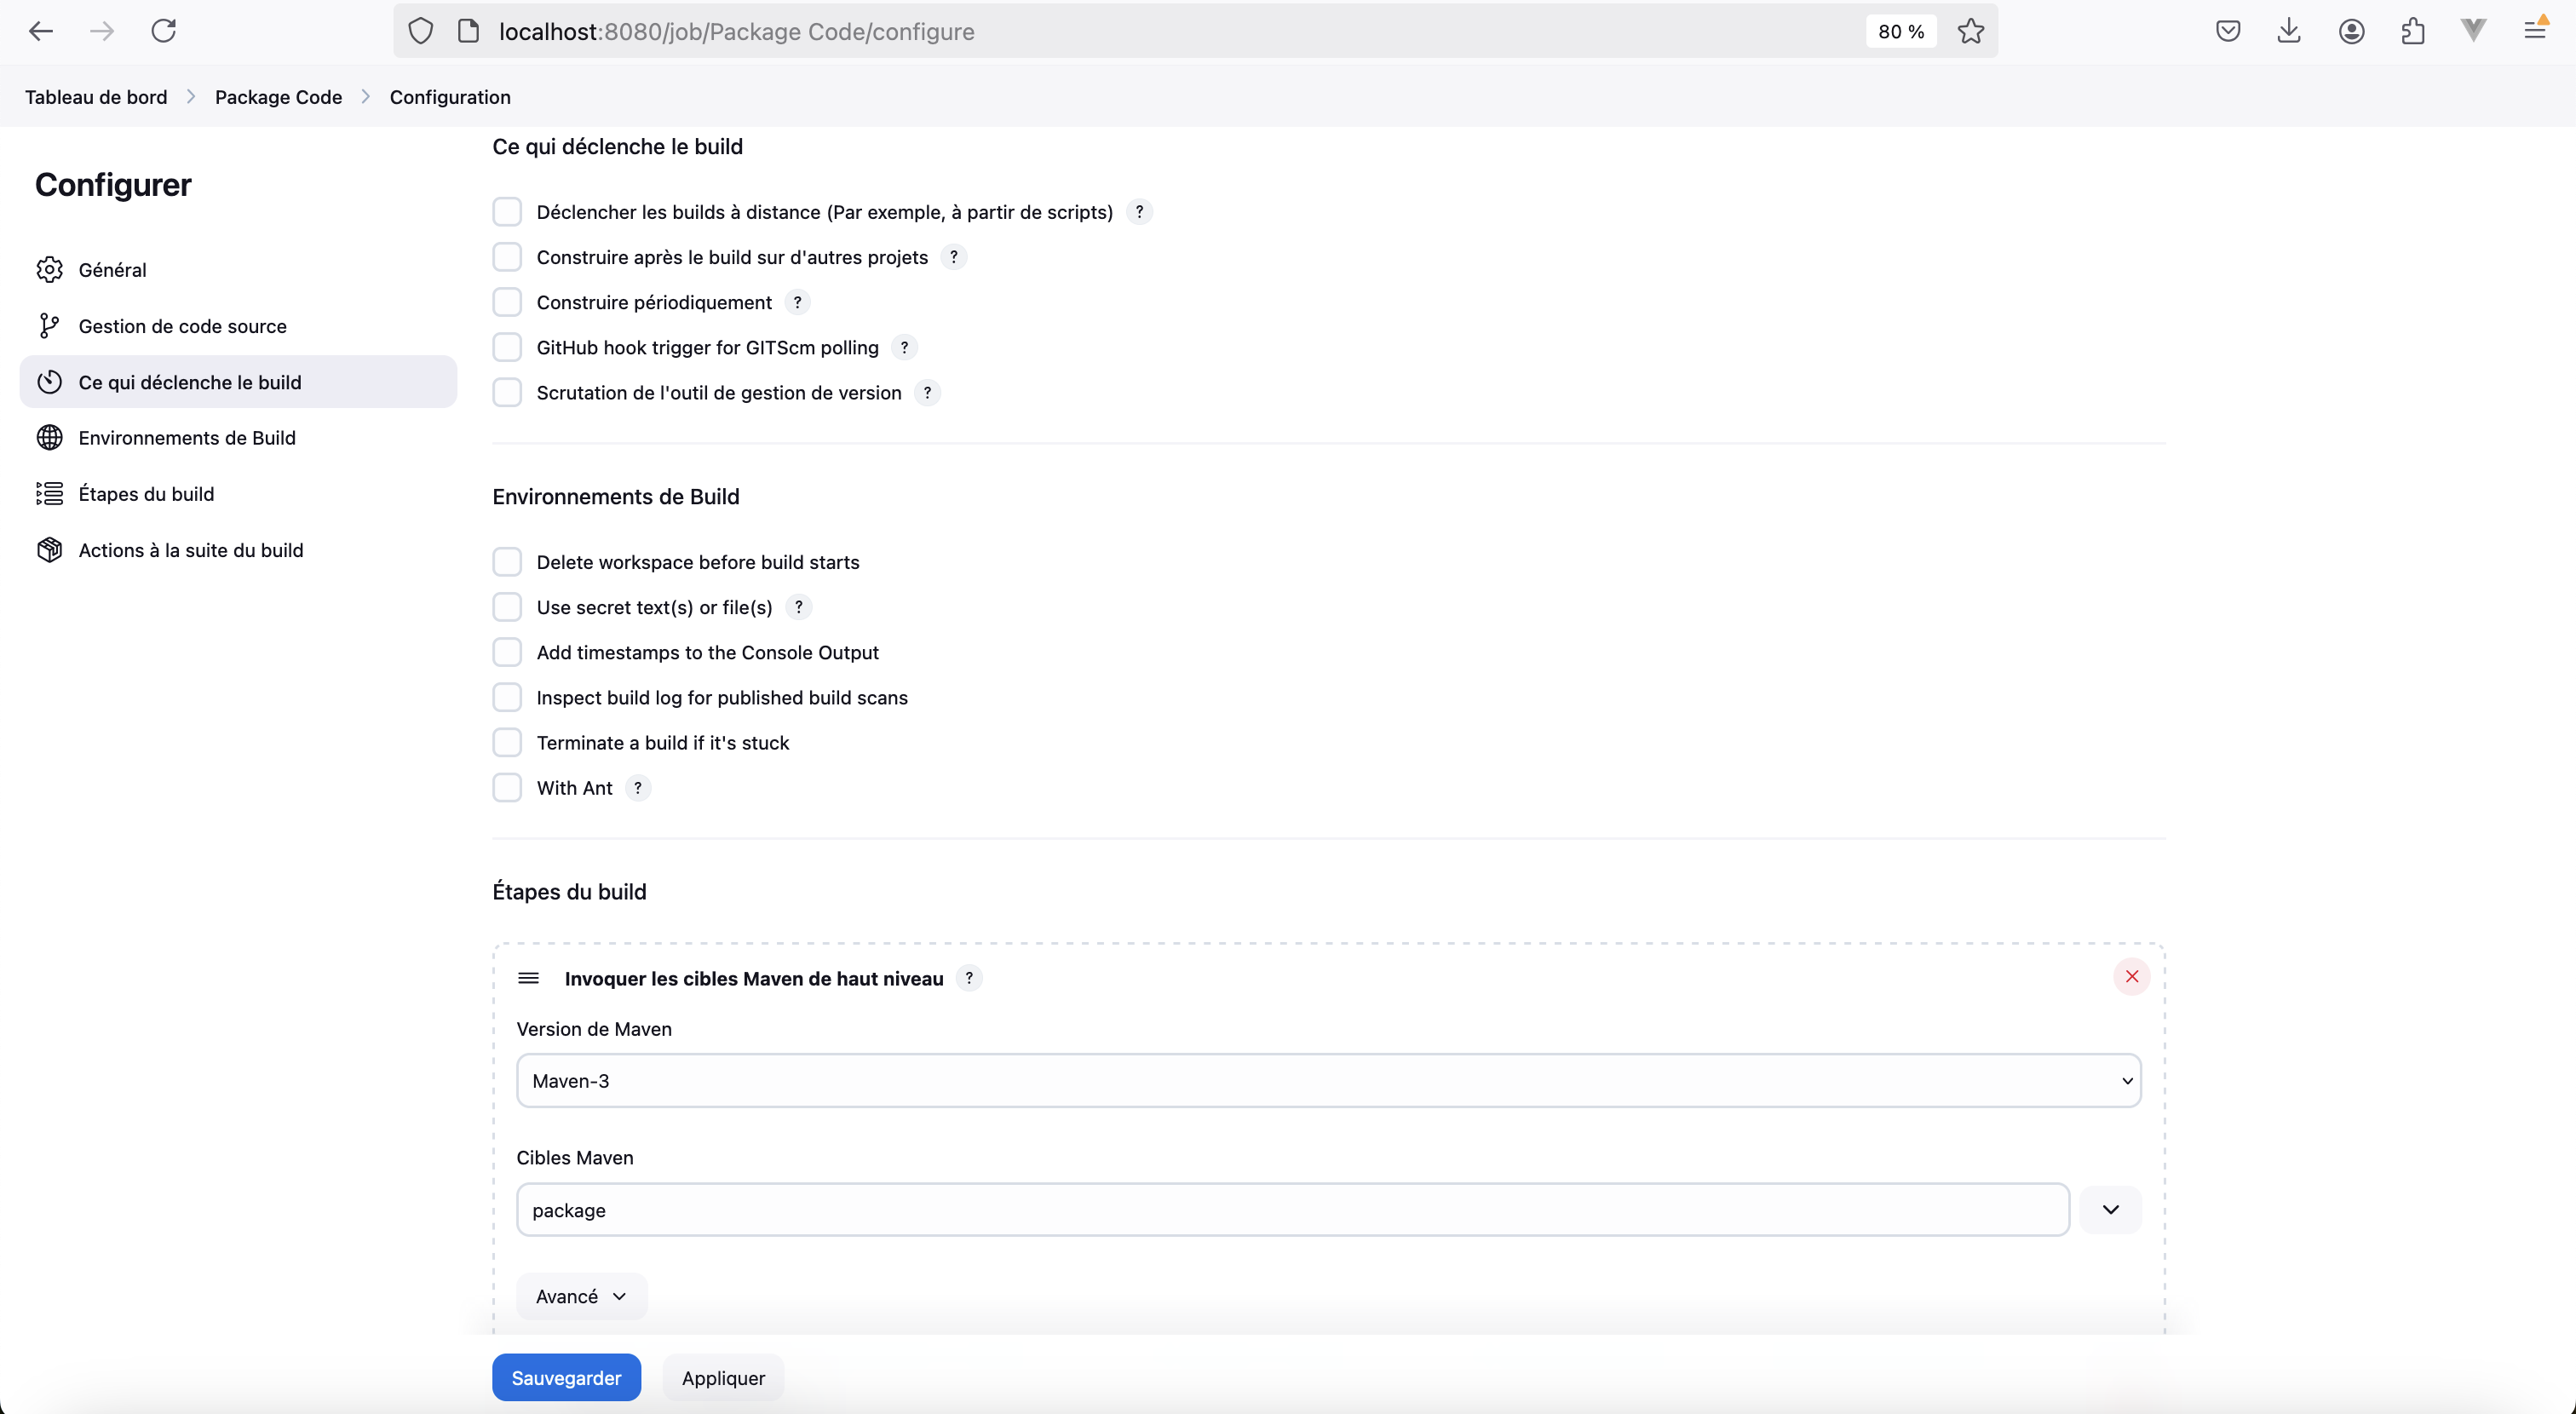 localhost:8080/job/Package Code/configure
80 %
Tableau de bord
Package Code
Configuration
Configurer
Général
Gestion de code source
Ce qui déclenche le build
Environnements de Build
Étapes du build
Actions à la suite du build
Ce qui déclenche le build
Déclencher les builds à distance (Par exemple, à partir de scripts) ?
Construire après le build sur d'autres projets ?
Construire périodiquement ?
GitHub hook trigger for GITScm polling ?
Scrutation de l'outil de gestion de version ?
Environnements de Build
Delete workspace before build starts
Use secret text(s) or file(s) ?
Add timestamps to the Console Output
Inspect build log for published build scans
Terminate a build if it's stuck
With Ant ?
Étapes du build
Invoquer les cibles Maven de haut niveau ?
Version de Maven
Maven-3
Cibles Maven
package
Avancé
Sauvegarder
Appliquer